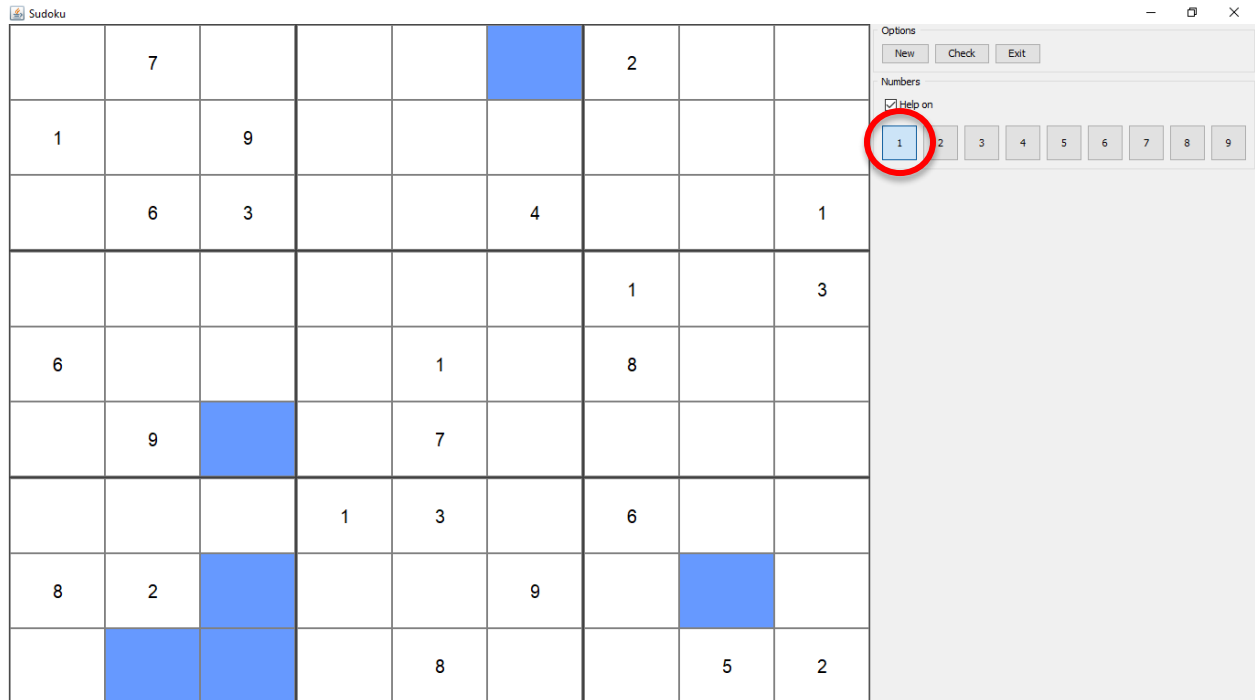 Sudoku
Options
New Check Exit
Numbers
Help on
1 2 3 4 5 6 7 8 9
7 2
1 9
6 3 4 1
1 3
6 1 8
9 7
1 3 6
8 2 9
8 5 2